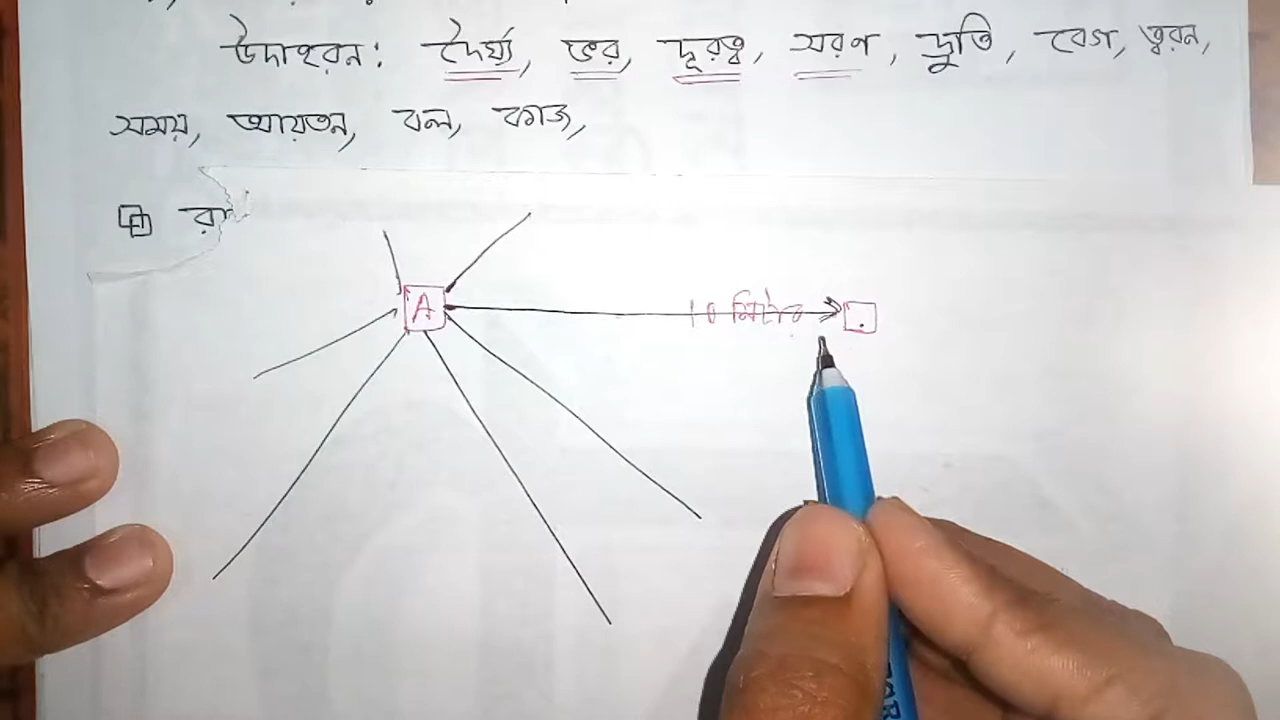 উদাহরন: দৈর্ঘ্য, ভর, দূরত্ব, সরণ, দ্রুতি, বেগ, ত্বরন,
সময়, আয়তন, বল, কাজ,
রা
A
10 মিটার